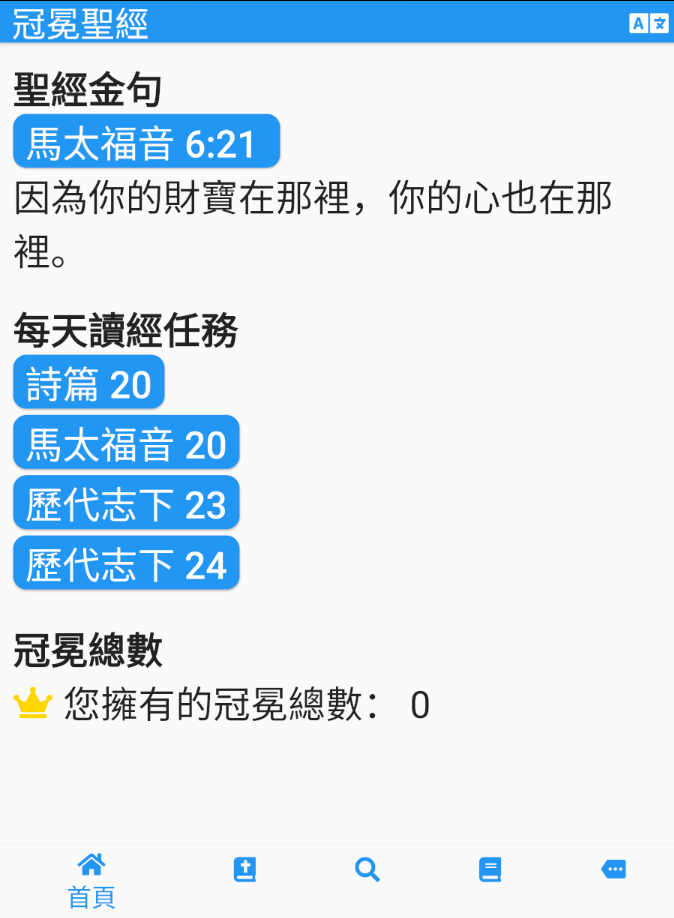 冠冕聖經
A 文
聖經金句
馬太福音 6:21
因為你的財寶在那裡，你的心也在那
裡。
每天讀經任務
詩篇 20
馬太福音 20
歷代志下 23
歷代志下 24
冠冕總數
您擁有的冠冕總數： 0
首頁